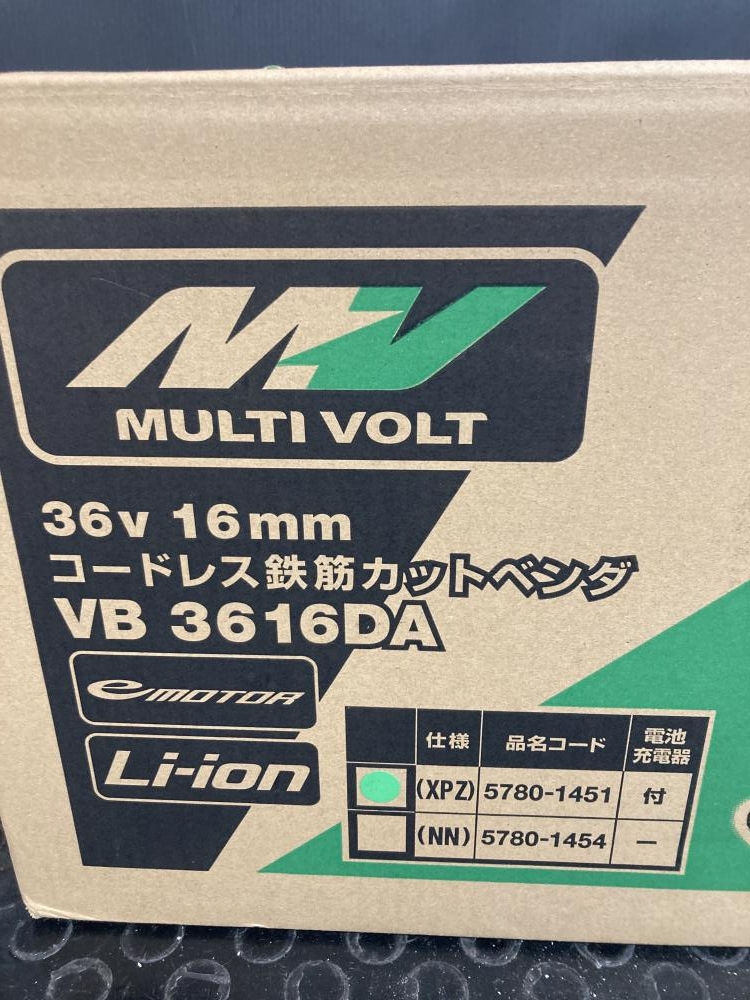 MV
MULTI VOLT
36v 16mm
コードレス鉄筋カットベンダ
VB 3616DA
eMOTOR
Li-ion
仕様 品名コード 電池充電器
(XPZ) 5780-1451 付
(NN) 5780-1454 ー